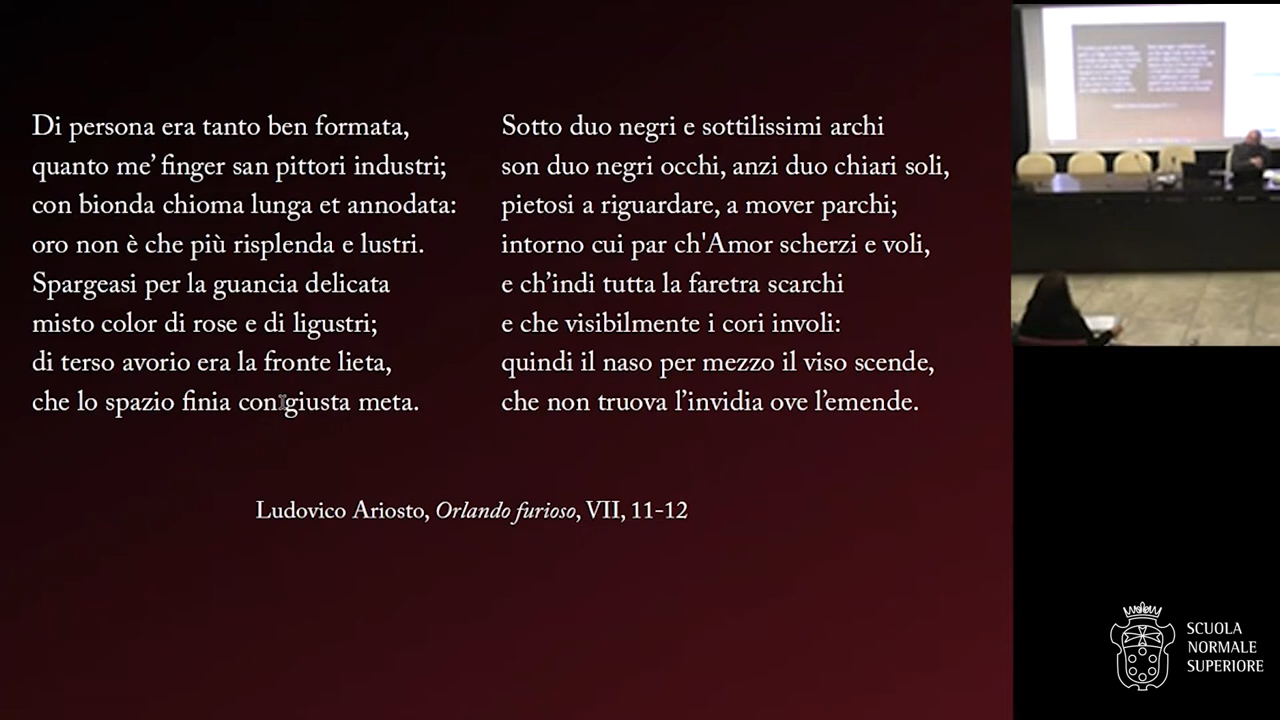 Di persona era tanto ben formata,
quanto me’ finger san pittori industri;
con bionda chioma lunga et annodata:
oro non è che più risplenda e lustri.
Spargeasi per la guancia delicata
misto color di rose e di ligustri;
di terso avorio era la fronte lieta,
che lo spazio finia con giusta meta.
Sotto duo negri e sottilissimi archi
son duo negri occhi, anzi duo chiari soli,
pietosi a riguardare, a mover parchi;
intorno cui par ch'Amor scherzi e voli,
e ch’indi tutta la faretra scarchi
e che visibilmente i cori involi:
quindi il naso per mezzo il viso scende,
che non truova l’invidia ove l’emende.
Ludovico Ariosto, Orlando furioso, VII, 11-12
SCUOLA
NORMALE
SUPERIORE